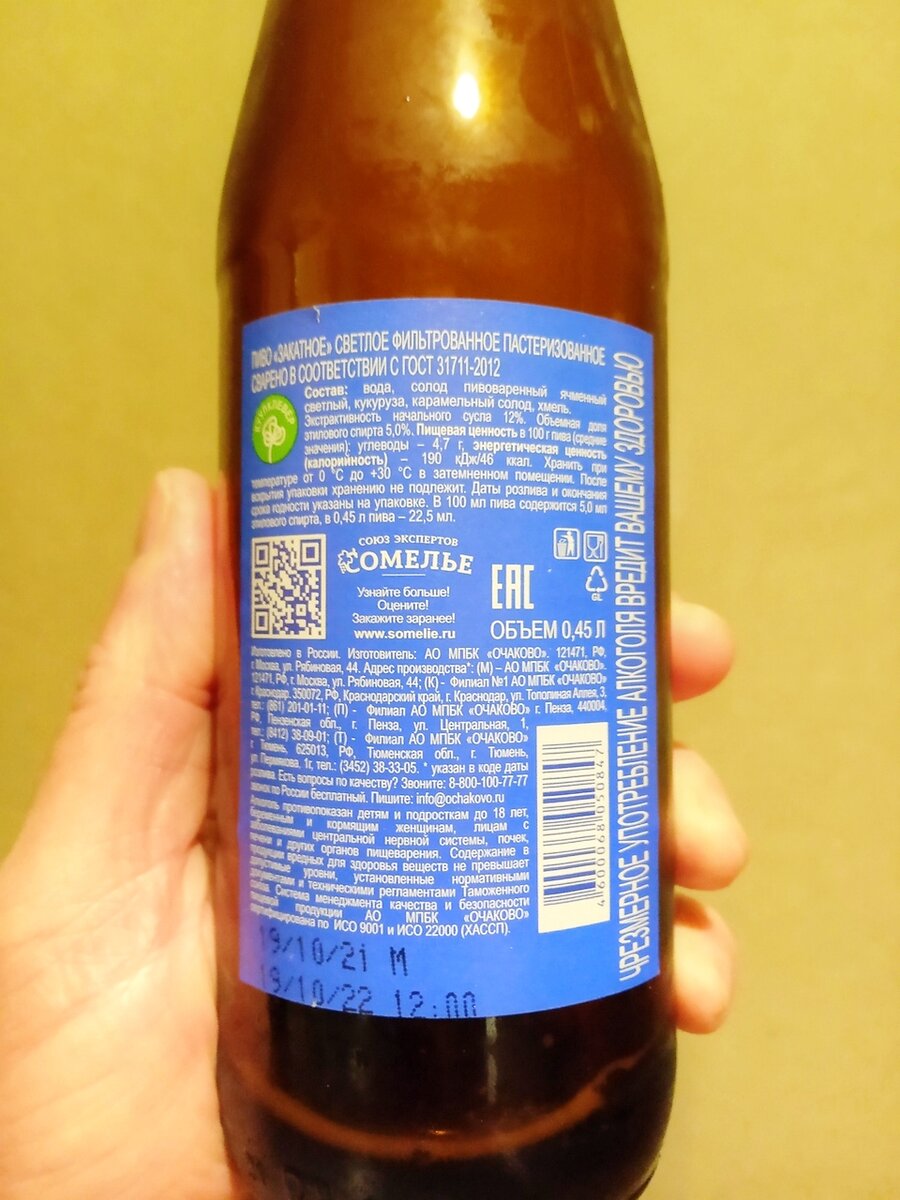 ПИВО «ЗАКАТНОЕ» СВЕТЛОЕ ФИЛЬТРОВАННОЕ ПАСТЕРИЗОВАННОЕ
СВАРЕНО В СООТВЕТСТВИИ С ГОСТ 31711-2012
Состав: вода, солод пивоваренный ячменный
светлый, кукуруза, карамельный солод, хмель.
Экстрактивность начального сусла 12%. Объемная доля
этилового спирта 5,0%. Пищевая ценность в 100 г пива (средние
значения): углеводы – 4,7 г, энергетическая ценность
(калорийность) – 190 кДж/46 ккал. Хранить при
температуре от 0 °С до +30 °С в затемненном помещении. После
вскрытия упаковки хранению не подлежит. Даты розлива и окончания
срока годности указаны на упаковке. В 100 мл пива содержится 5,0 мл
этилового спирта, в 0,45 л пива – 22,5 мл.
СОЮЗ ЭКСПЕРТОВ
СОМЕЛЬЕ
Узнайте больше!
Оцените!
Закажите заранее!
www.somelie.ru
EAC
GL
ОБЪЕМ 0,45 Л
Изготовлено в России. Изготовитель: АО МПБК «ОЧАКОВО». 121471, РФ,
г. Москва, ул. Рябиновая, 44. Адрес производства*: (М) – АО МПБК «ОЧАКОВО».
121471, РФ, г. Москва, ул. Рябиновая, 44; (К) - Филиал №1 АО МПБК «ОЧАКОВО»
г. Краснодар. 350072, РФ, Краснодарский край, г. Краснодар, ул. Тополиная Аллея, 3,
тел.: (861) 201-01-11; (П) - Филиал АО МПБК «ОЧАКОВО» г. Пенза, 440004,
РФ, Пензенская обл., г. Пенза, ул. Центральная, 1,
тел.: (8412) 38-09-01; (Т) - Филиал АО МПБК «ОЧАКОВО»
г. Тюмень, 625013, РФ, Тюменская обл., г. Тюмень,
ул. Пермякова, 1г, тел.: (3452) 38-33-05. * указан в коде даты
розлива. Есть вопросы по качеству? Звоните: 8-800-100-77-77
звонок по России бесплатный. Пишите: info@ochakovo.ru
Алкоголь противопоказан детям и подросткам до 18 лет,
беременным и кормящим женщинам, лицам с
заболеваниями центральной нервной системы, почек,
печени и других органов пищеварения. Содержание в
продукции вредных для здоровья веществ не превышает
допустимые уровни, установленные нормативными
документами и техническими регламентами Таможенного
союза. Система менеджмента качества и безопасности
пищевой продукции АО МПБК «ОЧАКОВО»
сертифицирована по ИСО 9001 и ИСО 22000 (ХАССП).
4600068105084
ЧРЕЗМЕРНОЕ УПОТРЕБЛЕНИЕ АЛКОГОЛЯ ВРЕДИТ ВАШЕМУ ЗДОРОВЬЮ
19/10/21 М
19/10/22 12:00